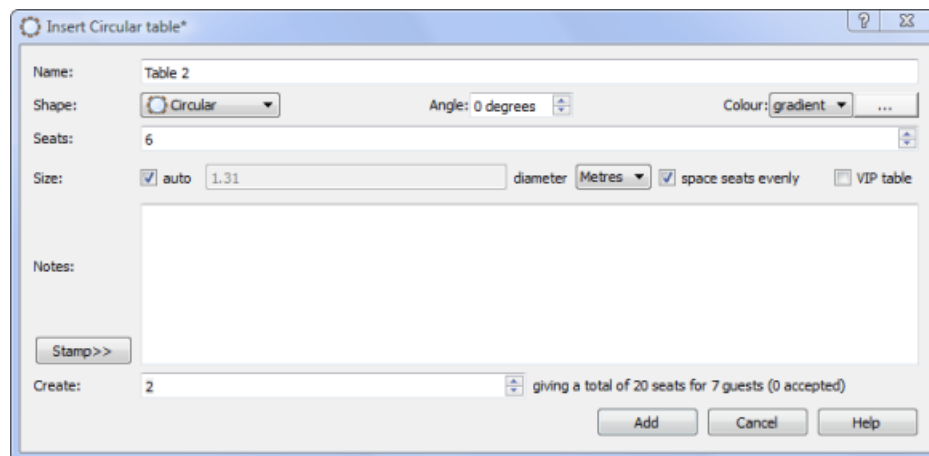 Insert Circular table*
Name: Table 2
Shape: Circular Angle: 0 degrees Colour: gradient ...
Seats: 6
Size: auto 1.31 diameter Metres space seats evenly VIP table
Notes:
Stamp>>
Create: 2 giving a total of 20 seats for 7 guests (0 accepted)
Add Cancel Help